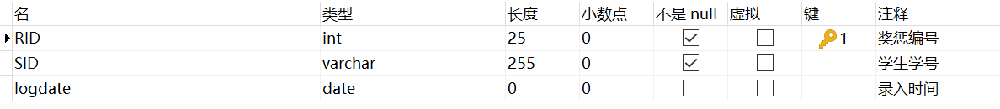 名 类型 长度 小数点 不是 null 虚拟 键 注释
RID int 25 0 1 奖惩编号
SID varchar 255 0 学生学号
logdate date 0 0 录入时间